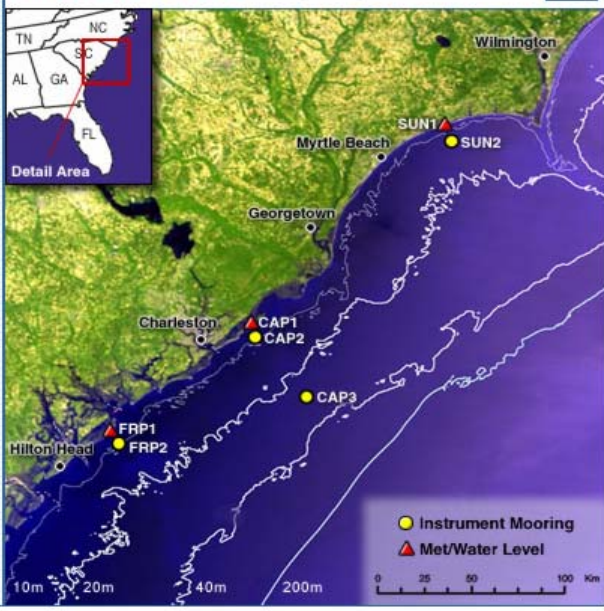 NC
TN
SC
AL
GA
FL
Detail Area
Wilmington
SUN1
SUN2
Myrtle Beach
Georgetown
Charleston
CAP1
CAP2
CAP3
FRP1
FRP2
Hilton Head
Instrument Mooring
Met/Water Level
10m 20m 40m 200m
0 25 50 100 Km